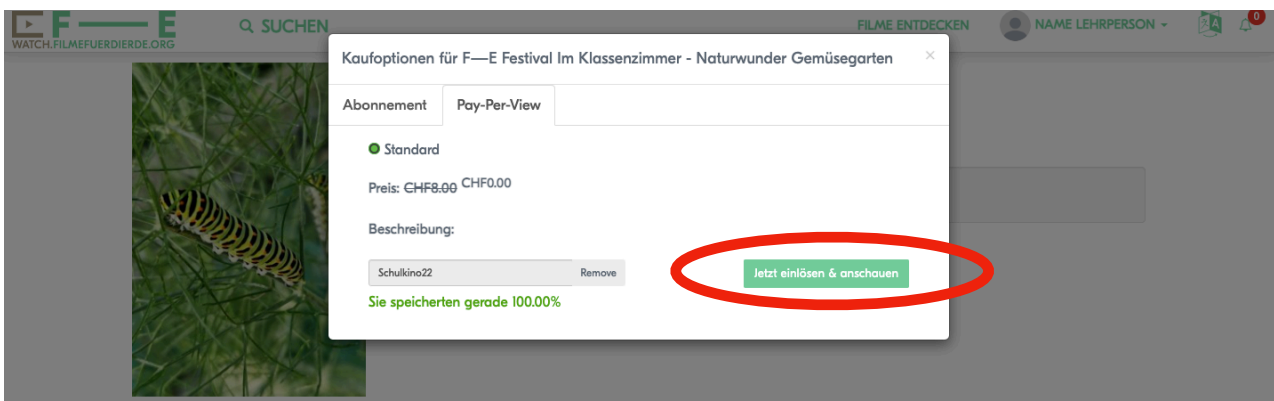 F—E
WATCH.FILMEFUERDIERDE.ORG
SUCHEN
FILME ENTDECKEN
NAME LEHRPERSON
0
Kaufoptionen für F—E Festival Im Klassenzimmer - Naturwunder Gemüsegarten ×
Abonnement Pay-Per-View
Standard
Preis: CHF8.00 CHF0.00
Beschreibung:
Schulkino22 Remove
Jetzt einlösen & anschauen
Sie speicherten gerade 100.00%